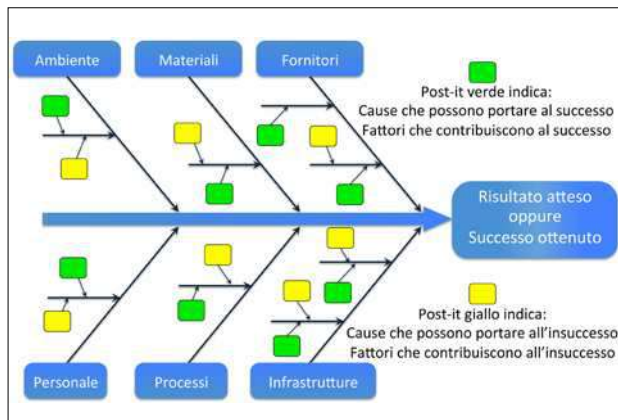 Ambiente
Materiali
Fornitori
Post-it verde indica:
Cause che possono portare al successo
Fattori che contribuiscono al successo
Risultato atteso
oppure
Successo ottenuto
Post-it giallo indica:
Cause che possono portare all'insuccesso
Fattori che contribuiscono all'insuccesso
Personale
Processi
Infrastrutture